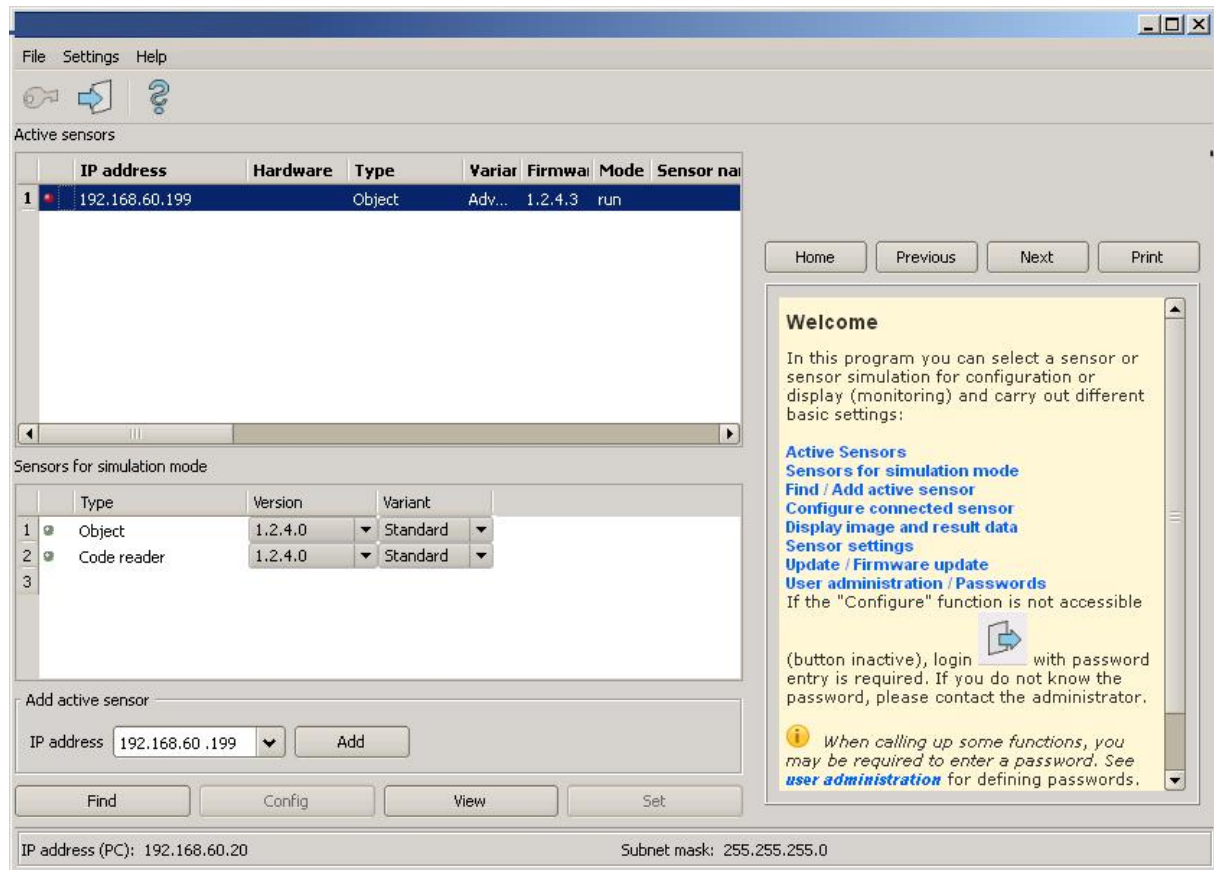 File Settings Help
Active sensors
IP address Hardware Type Variar Firmwar Mode Sensor nar
1 192.168.60.199 Object Adv... 1.2.4.3 run
Home Previous Next Print
Welcome
In this program you can select a sensor or
sensor simulation for configuration or
display (monitoring) and carry out different
basic settings:
Active Sensors
Sensors for simulation mode
Find / Add active sensor
Configure connected sensor
Display image and result data
Sensor settings
Update / Firmware update
User administration / Passwords
If the "Configure" function is not accessible
(button inactive), login with password
entry is required. If you do not know the
password, please contact the administrator.
When calling up some functions, you
may be required to enter a password. See
user administration for defining passwords.
Sensors for simulation mode
Type Version Variant
1 Object 1.2.4.0 Standard
2 Code reader 1.2.4.0 Standard
3
Add active sensor
IP address 192.168.60 .199 Add
Find Config View Set
IP address (PC): 192.168.60.20 Subnet mask: 255.255.255.0